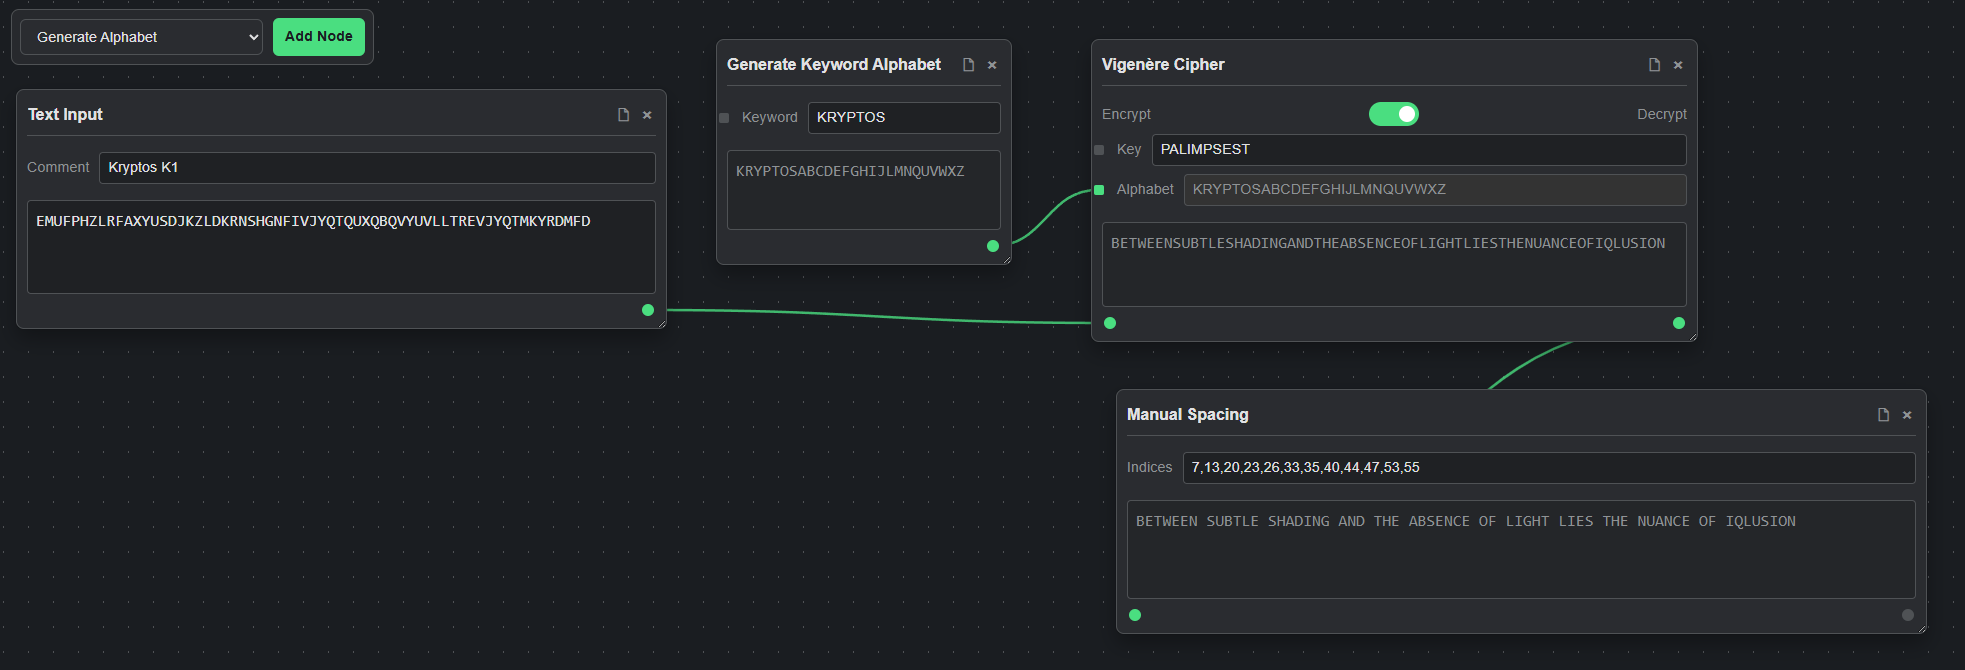 Generate Alphabet
Add Node
Text Input
Comment
Kryptos K1
EMUFPHZLRFAXYUSDJKZLDKRNSHGNFIVJYQTQUXQBQVYUVLLTREVJYQTMKYRDMFD
Generate Keyword Alphabet
Keyword
KRYPTOS
KRYPTOSABCDEFGHIJLMNQUVWXZ
Vigenère Cipher
Encrypt
Decrypt
Key
PALIMPSEST
Alphabet
KRYPTOSABCDEFGHIJLMNQUVWXZ
BETWEENSUBTLESHADINGANDTHEABSENCEOFLIGHTLIESTHENUANCEOFIQLUSION
Manual Spacing
Indices
7,13,20,23,26,33,35,40,44,47,53,55
BETWEEN SUBTLE SHADING AND THE ABSENCE OF LIGHT LIES THE NUANCE OF IQLUSION